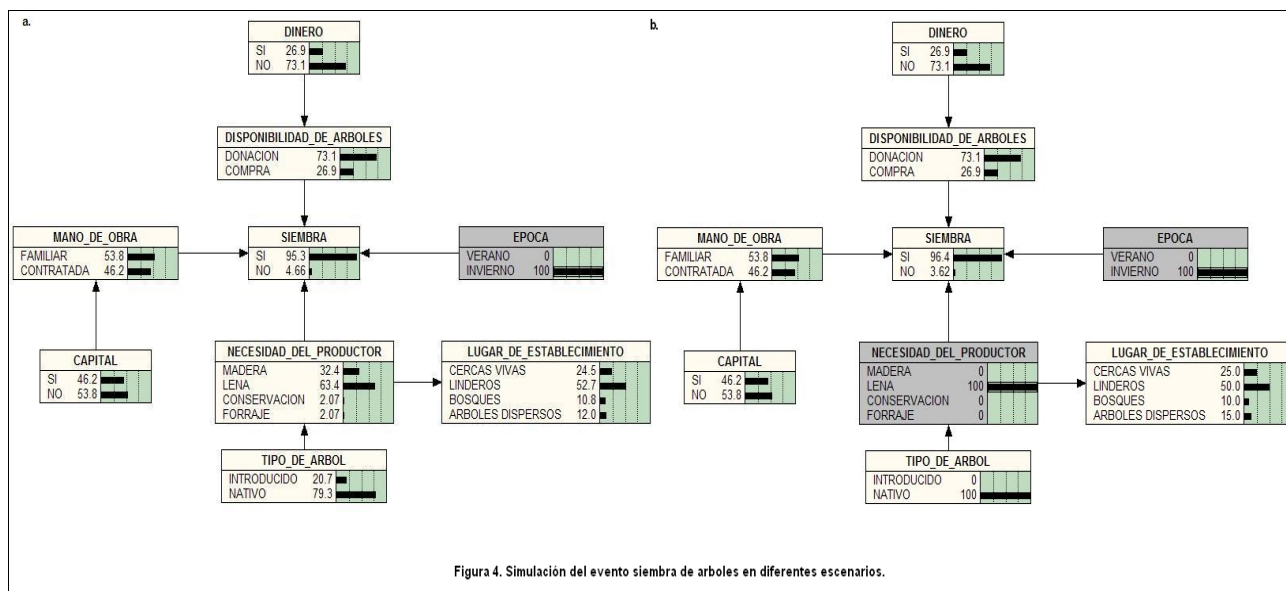 a.
DINERO
SI 26.9
NO 73.1
DISPONIBILIDAD_DE_ARBOLES
DONACION 73.1
COMPRA 26.9
MANO_DE_OBRA
FAMILIAR 53.8
CONTRATADA 46.2
SIEMBRA
SI 95.3
NO 4.66
EPOCA
VERANO 0
INVIERNO 100
CAPITAL
SI 46.2
NO 53.8
NECESIDAD_DEL_PRODUCTOR
MADERA 32.4
LENA 63.4
CONSERVACION 2.07
FORRAJE 2.07
LUGAR_DE_ESTABLECIMIENTO
CERCAS VIVAS 24.5
LINDEROS 52.7
BOSQUES 10.8
ARBOLES DISPERSOS 12.0
TIPO_DE_ARBOL
INTRODUCIDO 20.7
NATIVO 79.3
b.
DINERO
SI 26.9
NO 73.1
DISPONIBILIDAD_DE_ARBOLES
DONACION 73.1
COMPRA 26.9
MANO_DE_OBRA
FAMILIAR 53.8
CONTRATADA 46.2
SIEMBRA
SI 96.4
NO 3.62
EPOCA
VERANO 0
INVIERNO 100
CAPITAL
SI 46.2
NO 53.8
NECESIDAD_DEL_PRODUCTOR
MADERA 0
LENA 100
CONSERVACION 0
FORRAJE 0
LUGAR_DE_ESTABLECIMIENTO
CERCAS VIVAS 25.0
LINDEROS 50.0
BOSQUES 10.0
ARBOLES DISPERSOS 15.0
TIPO_DE_ARBOL
INTRODUCIDO 0
NATIVO 100
Figura 4. Simulación del evento siembra de arboles en diferentes escenarios.